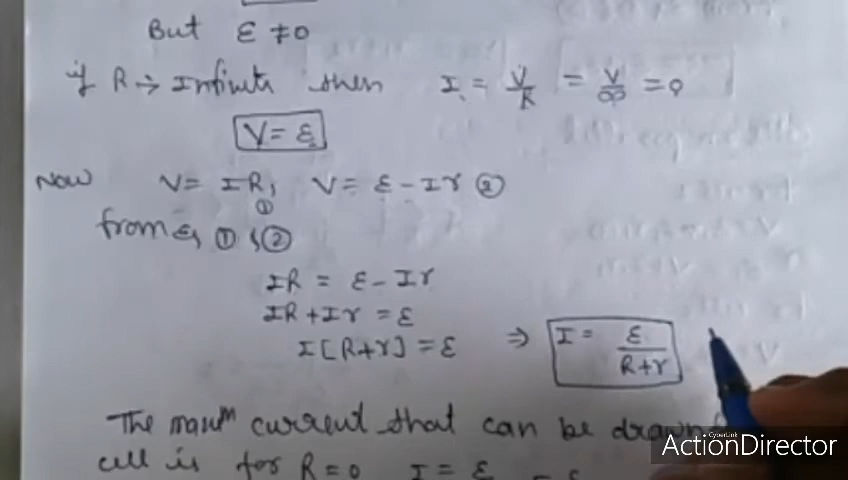 But ε ≠ 0
if R → Infinite then I = V/R = V/∞ = 0
V = ε
Now V = IR, ① V = ε - Ir ②
from eq ① & ②
IR = ε - Ir
IR + Ir = ε
I [R+r] = ε ⇒ I = ε/(R+r)
The maxm current that can be drawn
cell is for R = 0 I = ε =
CyberLink
ActionDirector